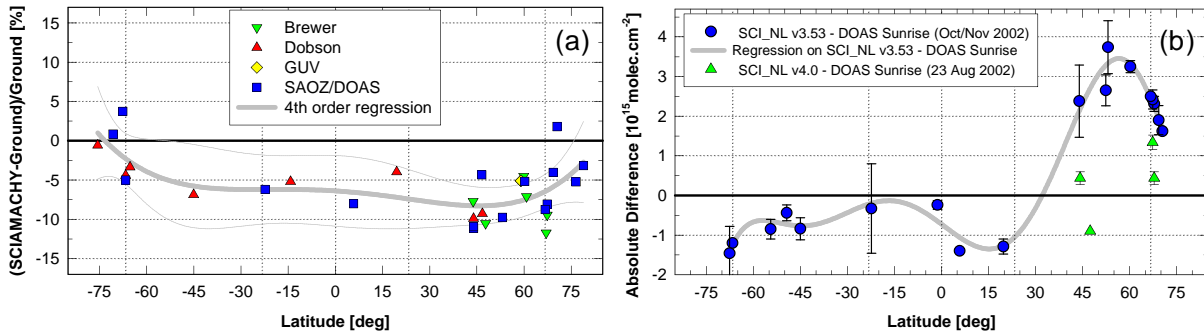 (SCIAMACHY-Ground)/Ground [%]
15
10
5
0
-5
-10
-15
Brewer
Dobson
GUV
SAOZ/DOAS
4th order regression
(a)
-75 -60 -45 -30 -15 0 15 30 45 60 75
Latitude [deg]
Absolute Difference [10^15 molec.cm^-2]
4
3
2
1
0
-1
-2
SCI_NL v3.53 - DOAS Sunrise (Oct/Nov 2002)
Regression on SCI_NL v3.53 - DOAS Sunrise
SCI_NL v4.0 - DOAS Sunrise (23 Aug 2002)
(b)
-75 -60 -45 -30 -15 0 15 30 45 60 75
Latitude [deg]